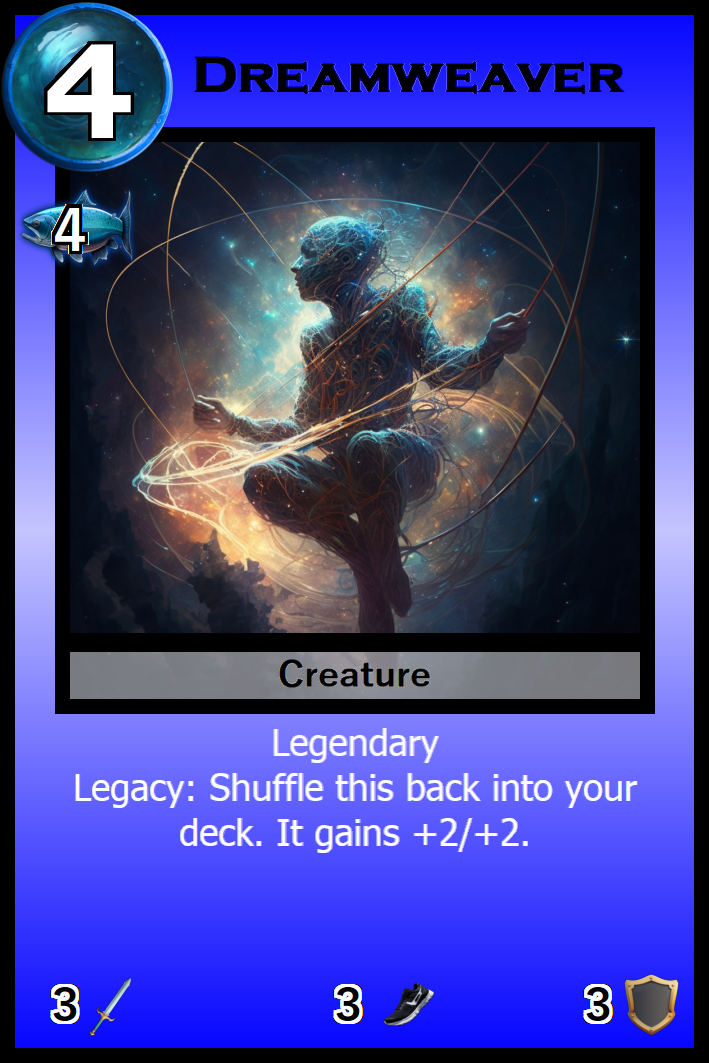 4
Dreamweaver
4
Creature
Legendary
Legacy: Shuffle this back into your
deck. It gains +2/+2.
3 3 3